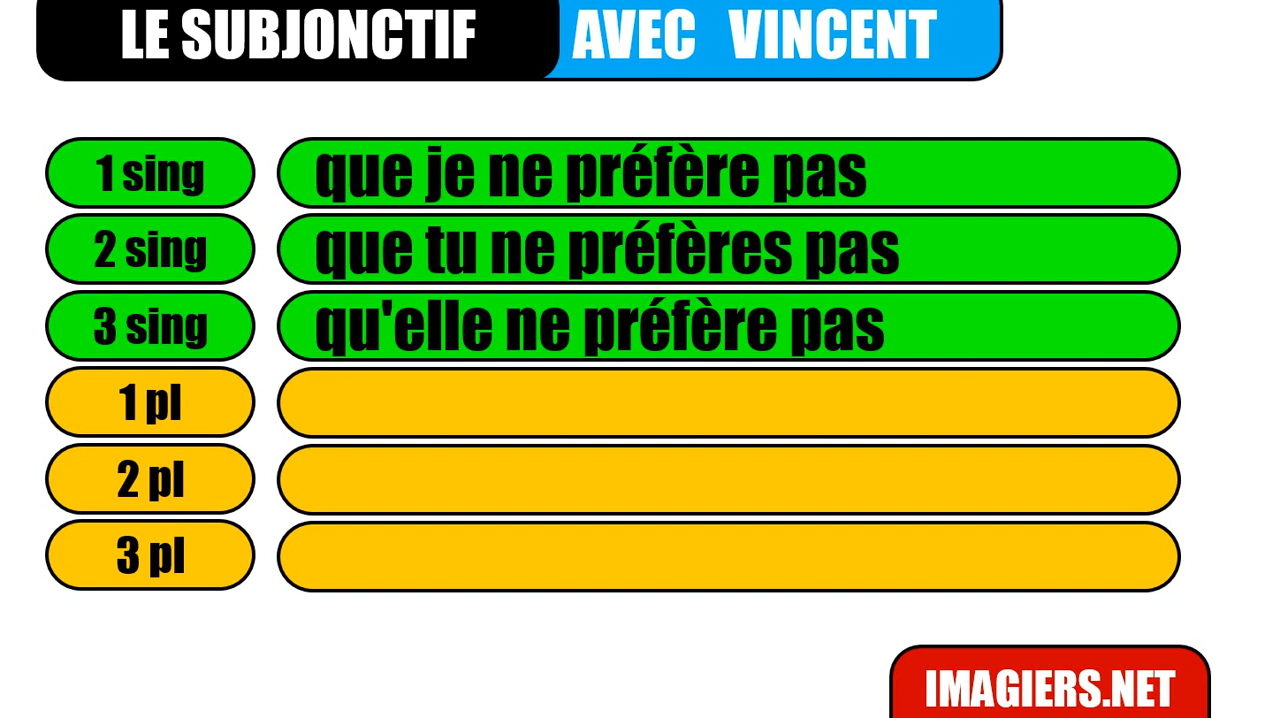 LE SUBJONCTIF AVEC VINCENT
1 sing que je ne préfère pas
2 sing que tu ne préfères pas
3 sing qu'elle ne préfère pas
1 pl
2 pl
3 pl
IMAGIERS.NET